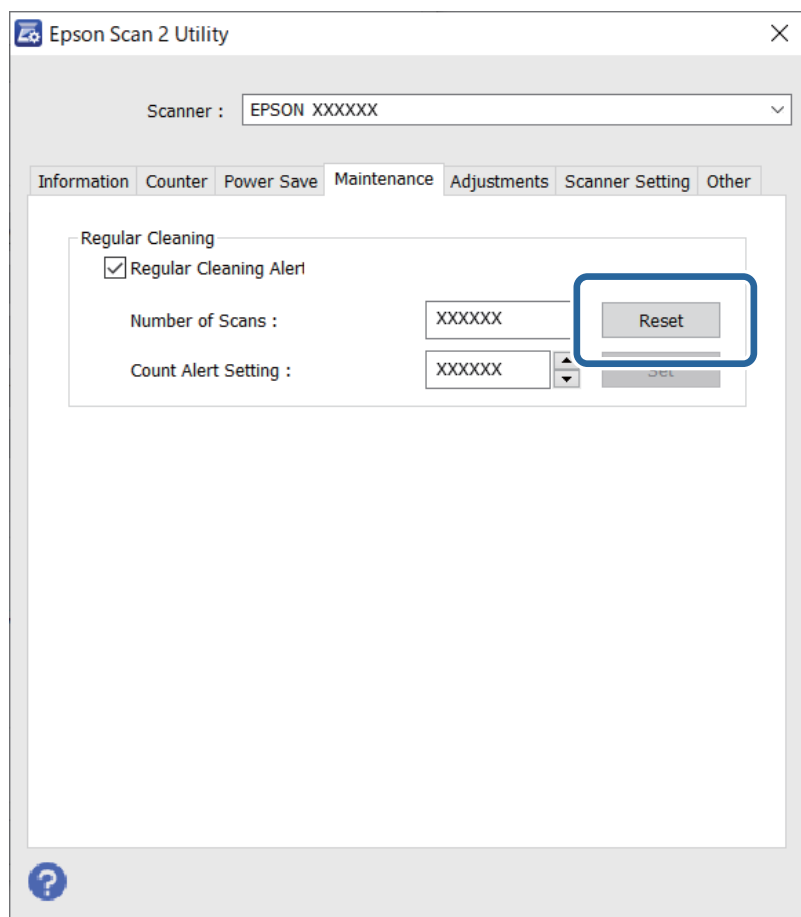 Epson Scan 2 Utility
Scanner : EPSON XXXXXX
Information Counter Power Save Maintenance Adjustments Scanner Setting Other
Regular Cleaning
Regular Cleaning Alert
Number of Scans : XXXXXX Reset
Count Alert Setting : XXXXXX Set
?